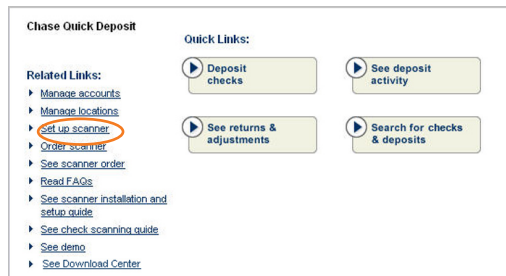 Chase Quick Deposit
Quick Links:
Deposit
checks
See deposit
activity
See returns &
adjustments
Search for checks
& deposits
Related Links:
Manage accounts
Manage locations
Set up scanner
Order scanner
See scanner order
Read FAQs
See scanner installation and
setup guide
See check scanning guide
See demo
See Download Center